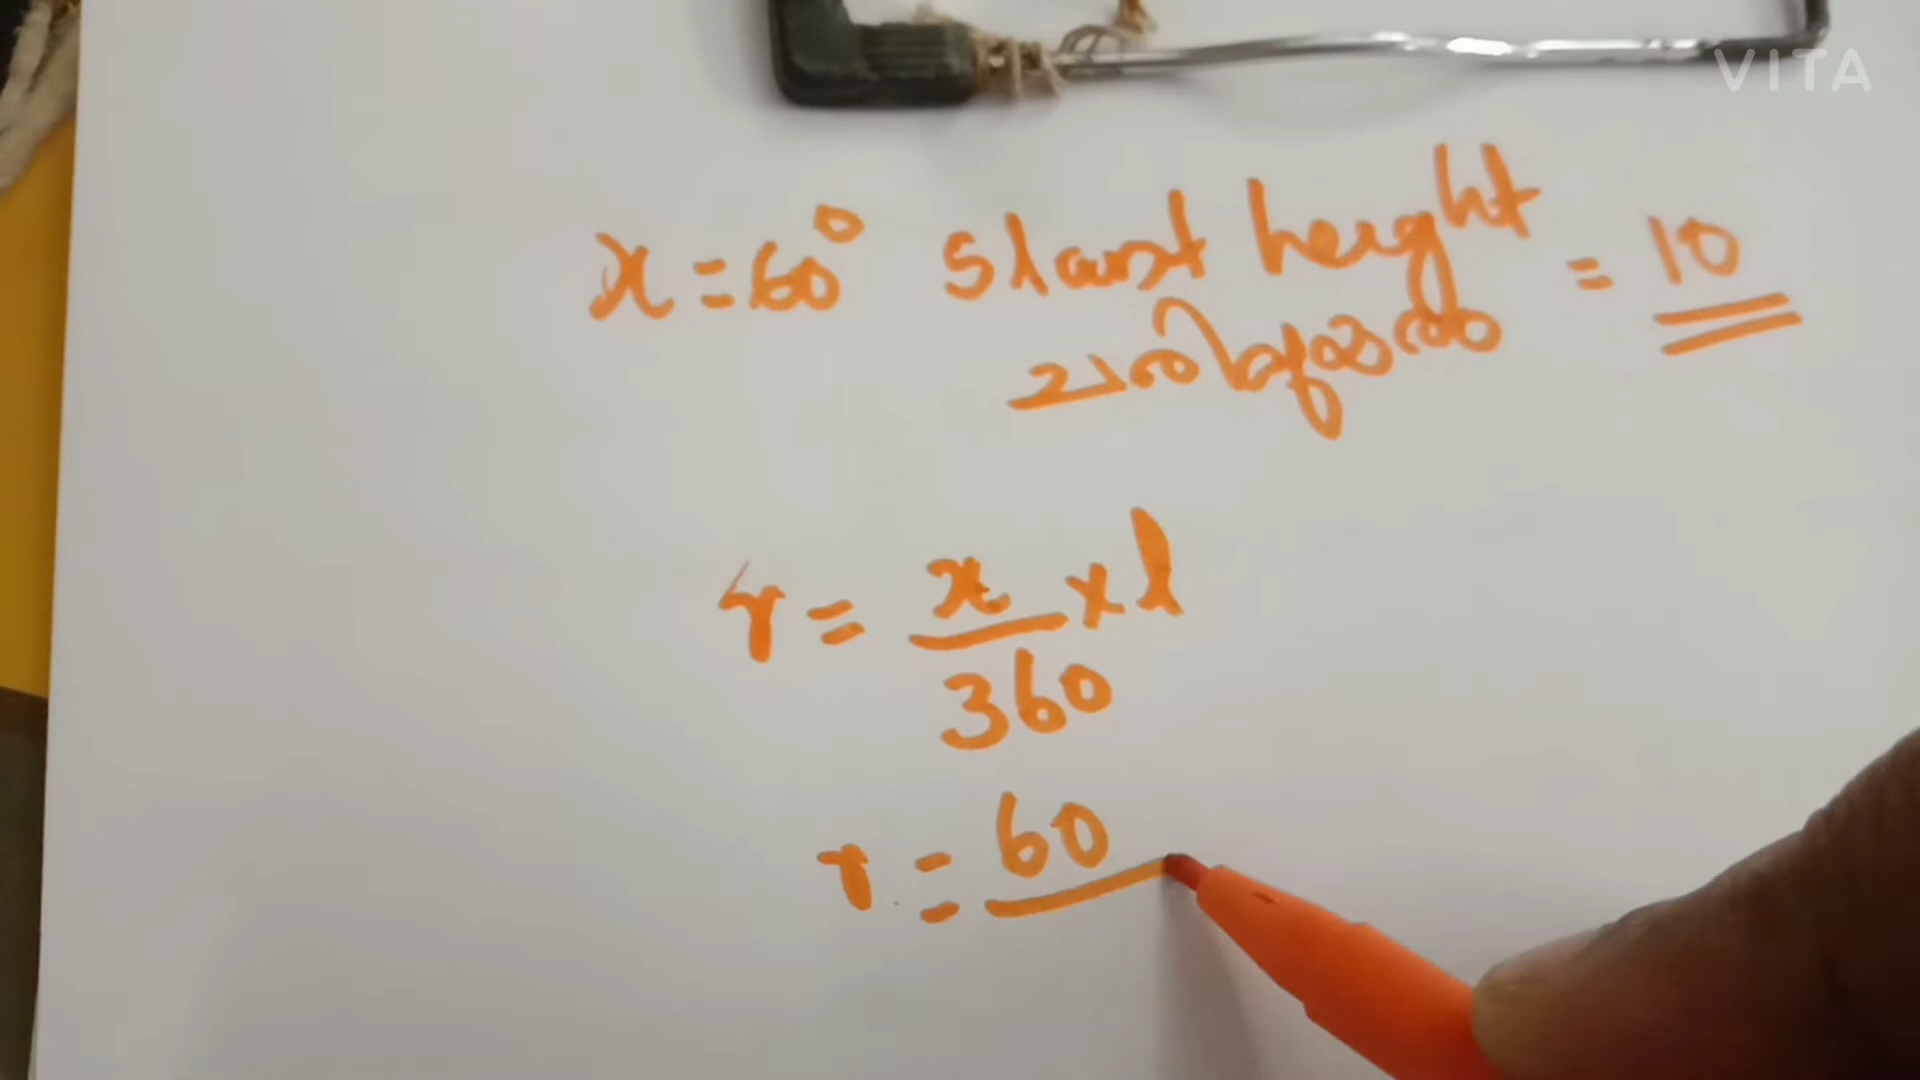 VITA
x = 60° Slant height = 10
ചരിവുയരം
r = x/360 × l
r = 60